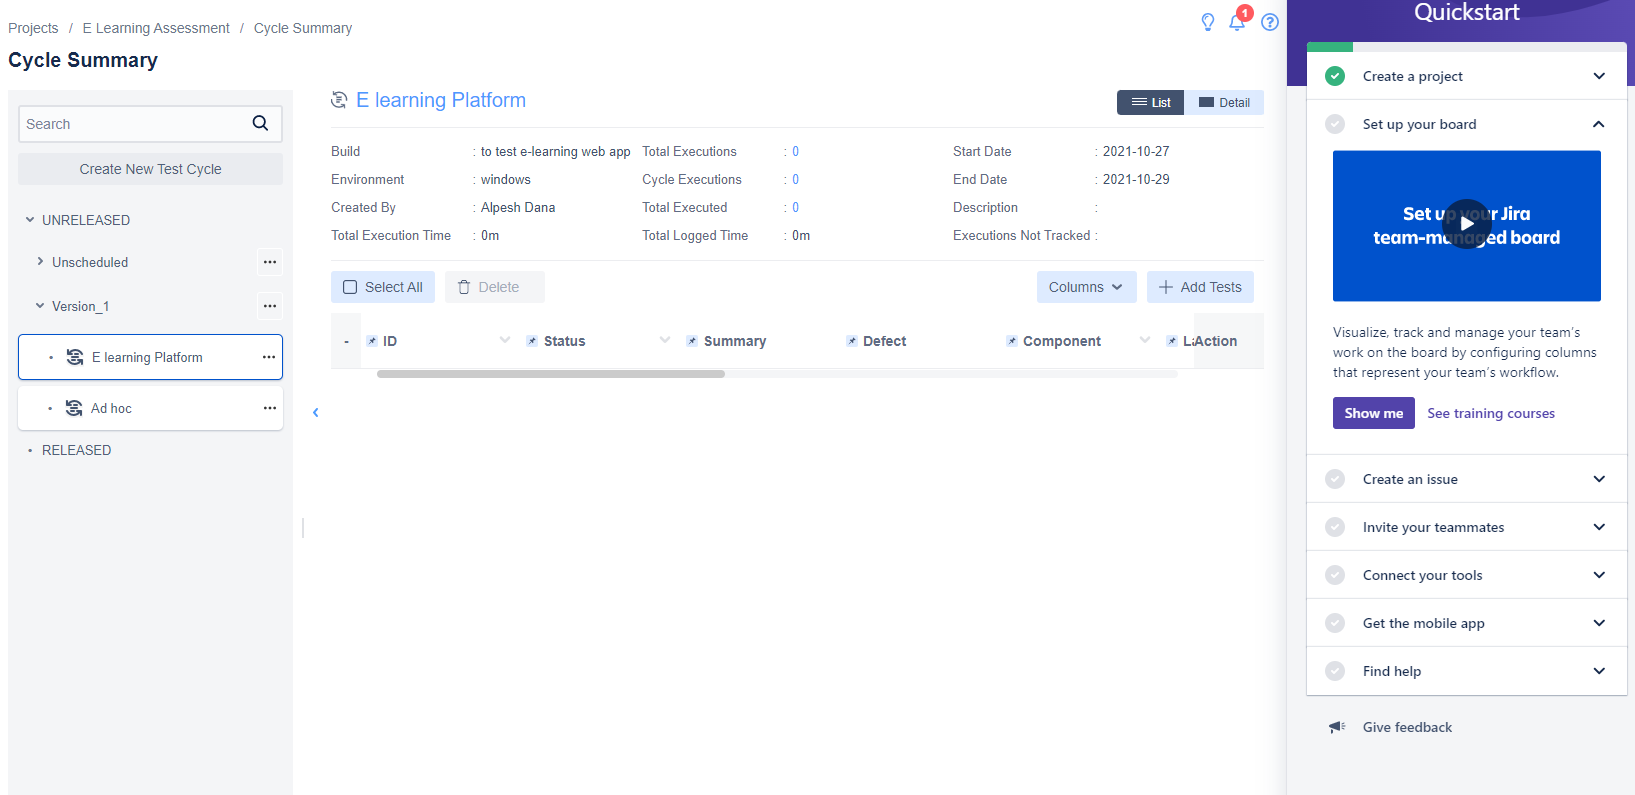 Projects / E Learning Assessment / Cycle Summary
1
Cycle Summary
Search
Create New Test Cycle
UNRELEASED
Unscheduled
Version_1
E learning Platform
Ad hoc
RELEASED
E learning Platform
List
Detail
Build : to test e-learning web app Total Executions : 0 Start Date : 2021-10-27
Environment : windows Cycle Executions : 0 End Date : 2021-10-29
Created By : Alpesh Dana Total Executed : 0 Description :
Total Execution Time : 0m Total Logged Time : 0m Executions Not Tracked :
Select All
Delete
Columns
Add Tests
- ID Status Summary Defect Component Action
Quickstart
Create a project
Set up your board
Set up your Jira
team-managed board
Visualize, track and manage your team's
work on the board by configuring columns
that represent your team's workflow.
Show me
See training courses
Create an issue
Invite your teammates
Connect your tools
Get the mobile app
Find help
Give feedback